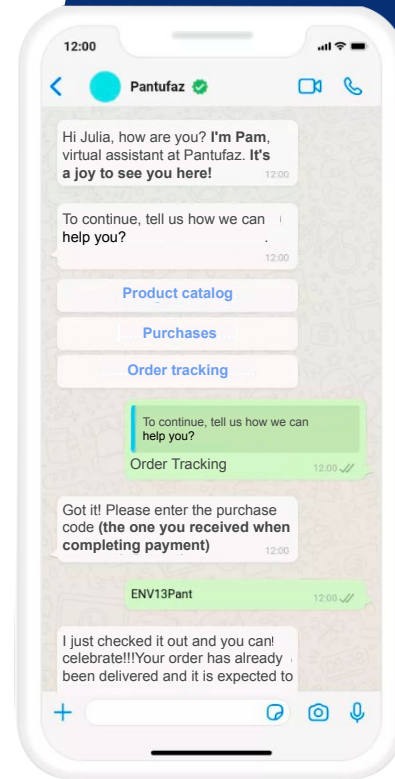 12:00
Pantufaz
Hi Julia, how are you? I'm Pam,
virtual assistant at Pantufaz. It's
a joy to see you here!
12:00
To continue, tell us how we can
help you?
12:00
Product catalog
Purchases
Order tracking
To continue, tell us how we can
help you?
Order Tracking
12:00
Got it! Please enter the purchase
code (the one you received when
completing payment)
12:00
ENV13Pant
12:00
I just checked it out and you can!
celebrate!!!Your order has already
been delivered and it is expected to